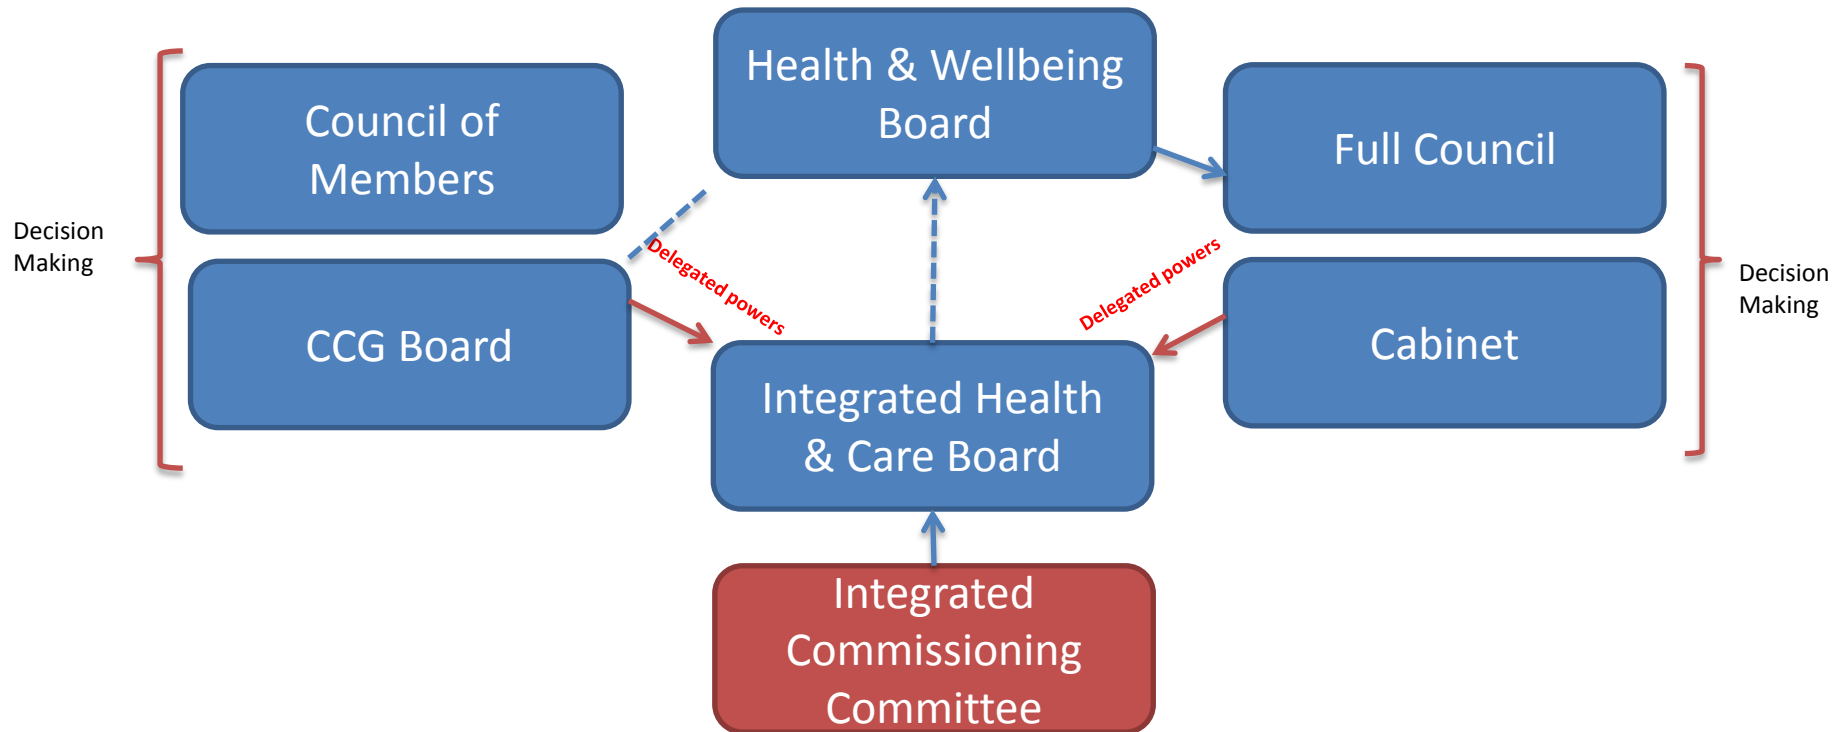 Health & Wellbeing
Board
Council of
Members
Full Council
Decision
Making
Delegated powers
Delegated powers
Decision
Making
CCG Board
Cabinet
Integrated Health
& Care Board
Integrated
Commissioning
Committee